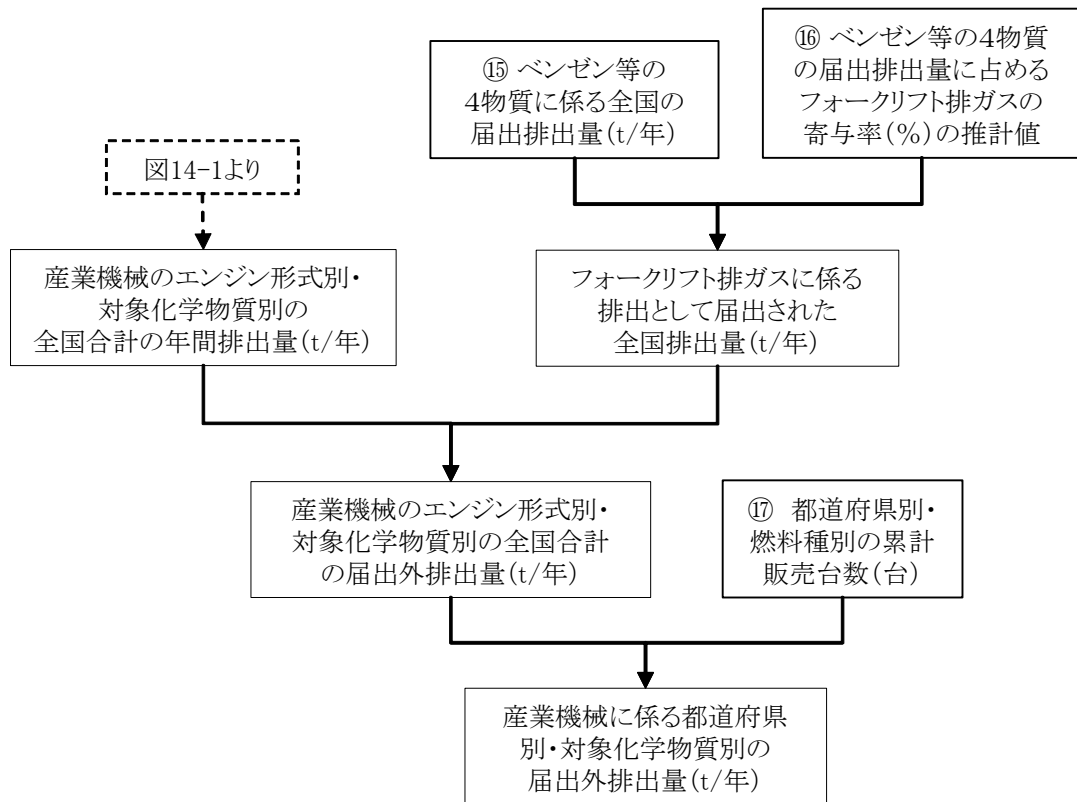 ⑮ ベンゼン等の
4物質に係る全国の
届出排出量(t/年)
⑯ ベンゼン等の4物質
の届出排出量に占める
フォークリフト排ガスの
寄与率(%)の推計値
図14-1より
産業機械のエンジン形式別・
対象化学物質別の
全国合計の年間排出量(t/年)
フォークリフト排ガスに係る
排出として届出された
全国排出量(t/年)
産業機械のエンジン形式別・
対象化学物質別の全国合計
の届出外排出量(t/年)
⑰ 都道府県別・
燃料種別の累計
販売台数(台)
産業機械に係る都道府県
別・対象化学物質別の
届出外排出量(t/年)